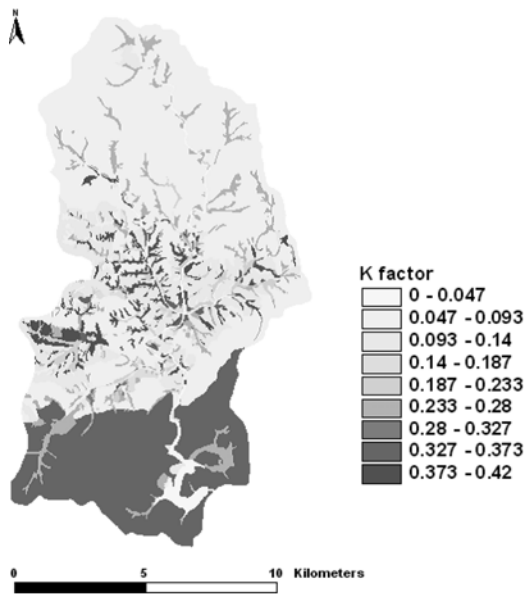 N
K factor
0 - 0.047
0.047 - 0.093
0.093 - 0.14
0.14 - 0.187
0.187 - 0.233
0.233 - 0.28
0.28 - 0.327
0.327 - 0.373
0.373 - 0.42
0 5 10 Kilometers